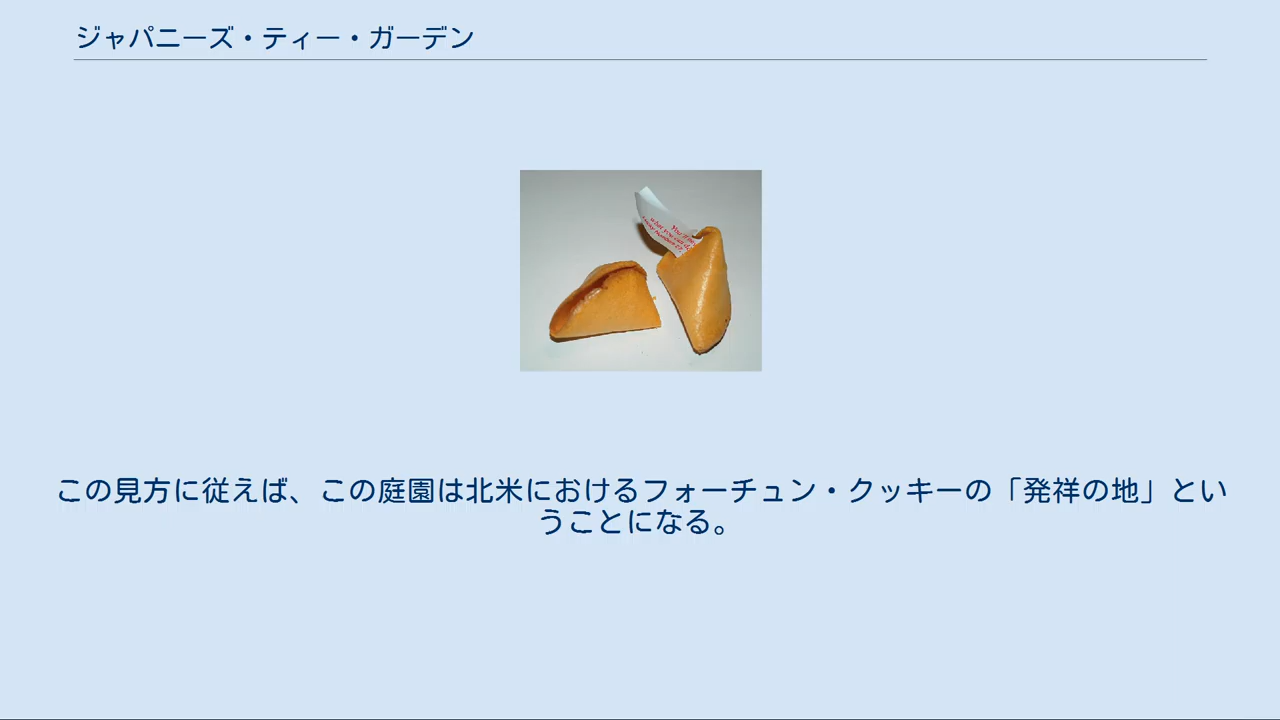 ジャパニーズ・ティー・ガーデン
この見方に従えば、この庭園は北米におけるフォーチュン・クッキーの「発祥の地」とい
うことになる。